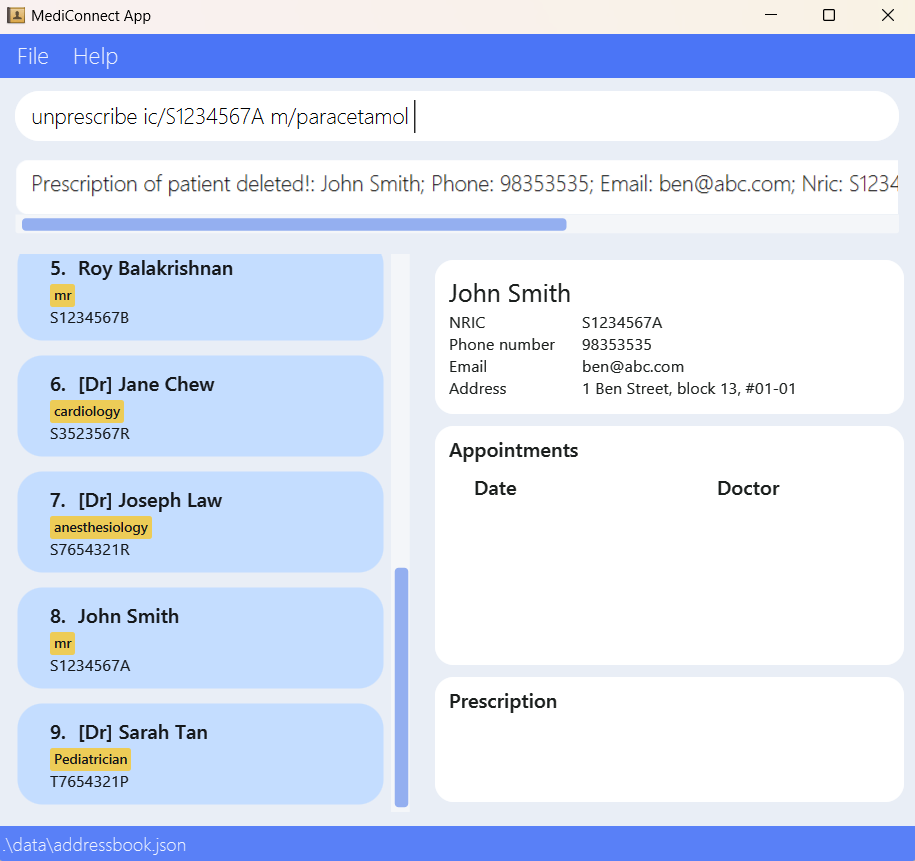 MediConnect App
File Help
unprescribe ic/S1234567A m/paracetamol
Prescription of patient deleted!: John Smith; Phone: 98353535; Email: ben@abc.com; Nric: S1234
5. Roy Balakrishnan
mr
S1234567B
6. [Dr] Jane Chew
cardiology
S3523567R
7. [Dr] Joseph Law
anesthesiology
S7654321R
8. John Smith
mr
S1234567A
9. [Dr] Sarah Tan
Pediatrician
T7654321P
John Smith
NRIC S1234567A
Phone number 98353535
Email ben@abc.com
Address 1 Ben Street, block 13, #01-01
Appointments
Date Doctor
Prescription
.\data\addressbook.json